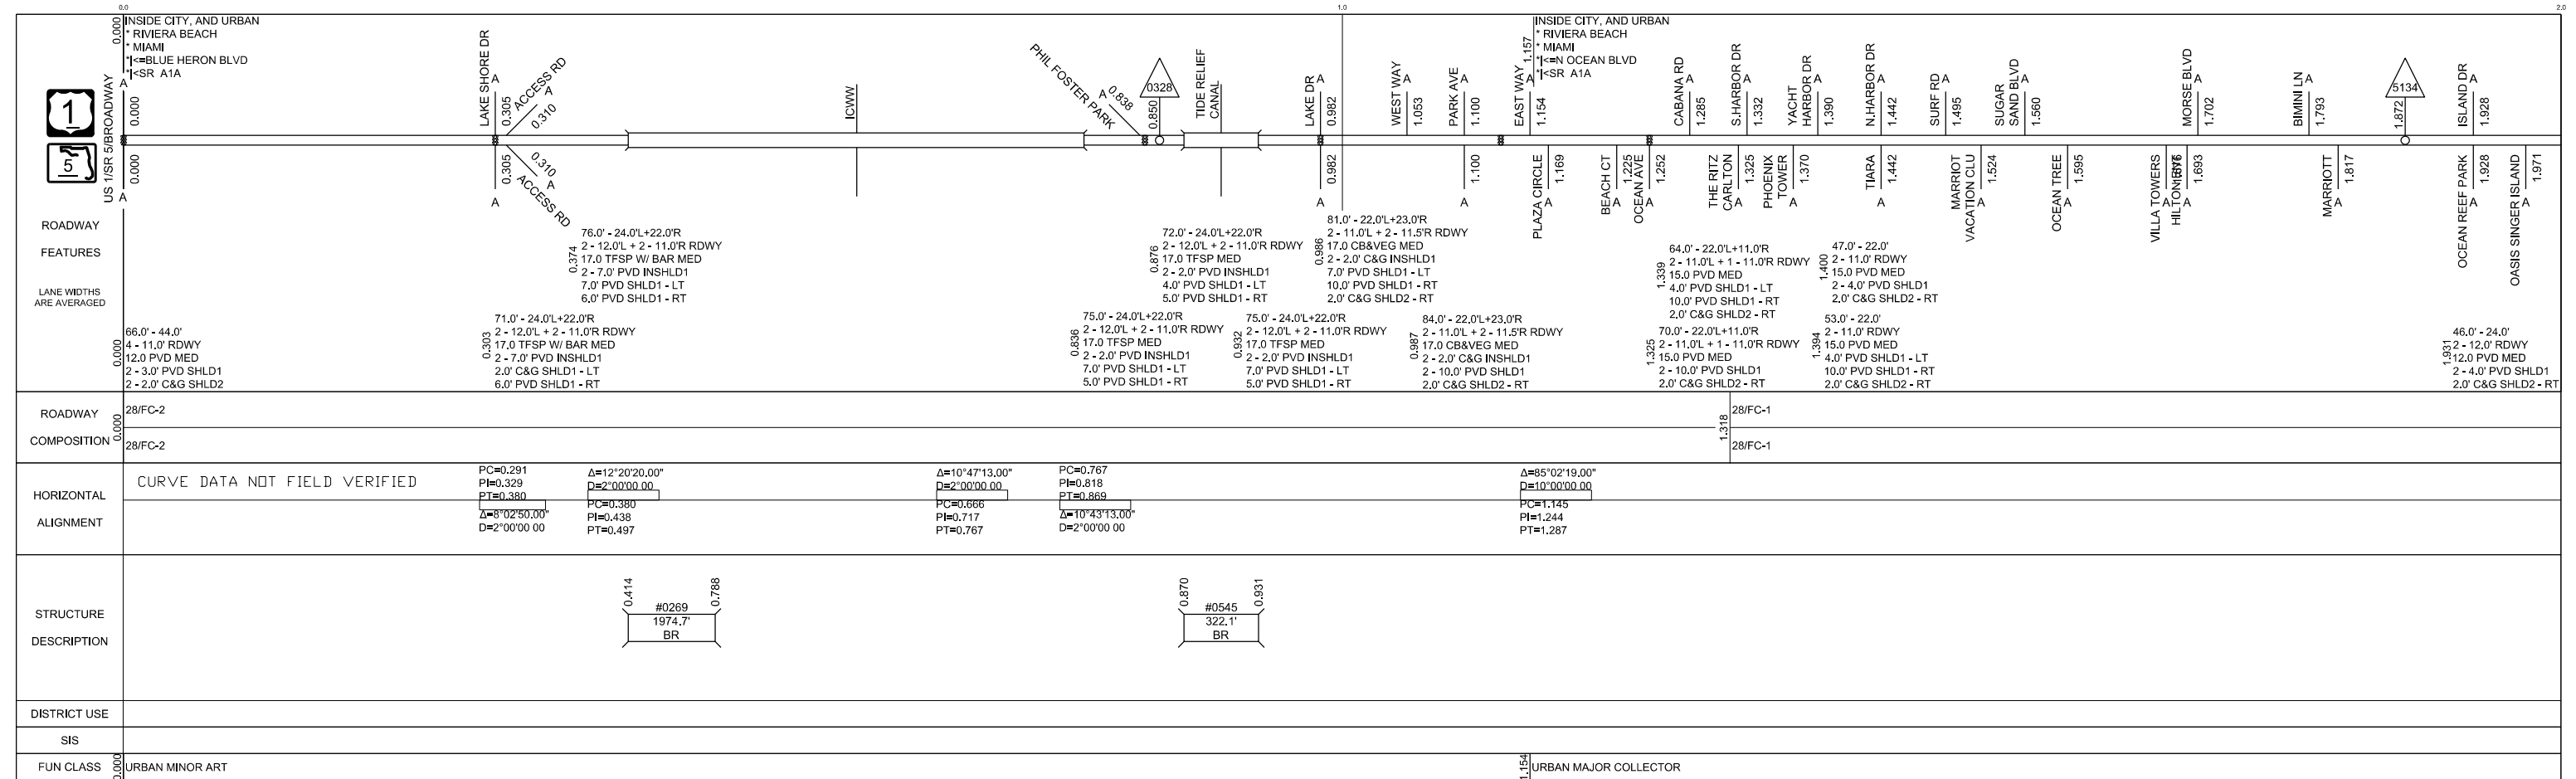 0.0
1.0
2.0
0.000
INSIDE CITY, AND URBAN
* RIVIERA BEACH
* MIAMI
*|<=BLUE HERON BLVD
*|<SR A1A
1.157
INSIDE CITY, AND URBAN
* RIVIERA BEACH
* MIAMI
*|<=N OCEAN BLVD
*|<SR A1A
1
5
US 1/SR 5/BROADWAY
A
0.000
0.000
A
LAKE SHORE DR
A
0.305
0.305
A
ACCESS RD
A
0.310
0.310
A
ACCESS RD
ICWW
PHIL FOSTER PARK
A
0.838
0328
0.850
TIDE RELIEF
CANAL
LAKE DR
A
0.982
0.982
A
WEST WAY
A
1.053
PARK AVE
A
1.100
1.100
A
EAST WAY
A
1.154
PLAZA CIRCLE
A
1.169
BEACH CT
A
1.225
OCEAN AVE
A
1.252
CABANA RD
A
1.285
THE RITZ
CARLTON
A
1.325
S.HARBOR DR
A
1.332
PHOENIX
TOWER
A
1.370
YACHT
HARBOR DR
A
1.390
N.HARBOR DR
A
1.442
TIARA
A
1.442
SURF RD
A
1.495
MARRIOT
VACATION CLU
A
1.524
SUGAR
SAND BLVD
A
1.560
OCEAN TREE
A
1.595
VILLA TOWERS
A
HILTON
A
1.693
MORSE BLVD
A
1.702
BIMINI LN
A
1.793
MARRIOTT
A
1.817
5134
1.872
ISLAND DR
A
1.928
OCEAN REEF PARK
A
1.928
OASIS SINGER ISLAND
A
1.971
ROADWAY
FEATURES
LANE WIDTHS
ARE AVERAGED
0.000
66.0' - 44.0'
4 - 11.0' RDWY
12.0 PVD MED
2 - 3.0' PVD SHLD1
2 - 2.0' C&G SHLD2
0.303
71.0' - 24.0'L+22.0'R
2 - 12.0'L + 2 - 11.0'R RDWY
17.0 TFSP W/ BAR MED
2 - 7.0' PVD INSHLD1
2.0' C&G SHLD1 - LT
6.0' PVD SHLD1 - RT
0.374
76.0' - 24.0'L+22.0'R
2 - 12.0'L + 2 - 11.0'R RDWY
17.0 TFSP W/ BAR MED
2 - 7.0' PVD INSHLD1
7.0' PVD SHLD1 - LT
6.0' PVD SHLD1 - RT
0.836
75.0' - 24.0'L+22.0'R
2 - 12.0'L + 2 - 11.0'R RDWY
17.0 TFSP MED
2 - 2.0' PVD INSHLD1
7.0' PVD SHLD1 - LT
5.0' PVD SHLD1 - RT
0.876
72.0' - 24.0'L+22.0'R
2 - 12.0'L + 2 - 11.0'R RDWY
17.0 TFSP MED
2 - 2.0' PVD INSHLD1
4.0' PVD SHLD1 - LT
5.0' PVD SHLD1 - RT
0.932
75.0' - 24.0'L+22.0'R
2 - 12.0'L + 2 - 11.0'R RDWY
17.0 TFSP MED
2 - 2.0' PVD INSHLD1
7.0' PVD SHLD1 - LT
5.0' PVD SHLD1 - RT
0.986
81.0' - 22.0'L+23.0'R
2 - 11.0'L + 2 - 11.5'R RDWY
17.0 CB&VEG MED
2 - 2.0' C&G INSHLD1
7.0' PVD SHLD1 - LT
10.0' PVD SHLD1 - RT
2.0' C&G SHLD2 - RT
0.987
84.0' - 22.0'L+23.0'R
2 - 11.0'L + 2 - 11.5'R RDWY
17.0 CB&VEG MED
2 - 2.0' C&G INSHLD1
2 - 10.0' PVD SHLD1
2.0' C&G SHLD2 - RT
1.325
70.0' - 22.0'L+11.0'R
2 - 11.0'L + 1 - 11.0'R RDWY
15.0 PVD MED
2 - 10.0' PVD SHLD1
2.0' C&G SHLD2 - RT
1.339
64.0' - 22.0'L+11.0'R
2 - 11.0'L + 1 - 11.0'R RDWY
15.0 PVD MED
4.0' PVD SHLD1 - LT
10.0' PVD SHLD1 - RT
2.0' C&G SHLD2 - RT
1.394
53.0' - 22.0'
2 - 11.0' RDWY
15.0 PVD MED
4.0' PVD SHLD1 - LT
10.0' PVD SHLD1 - RT
2.0' C&G SHLD2 - RT
1.400
47.0' - 22.0'
2 - 11.0' RDWY
15.0 PVD MED
2 - 4.0' PVD SHLD1
2.0' C&G SHLD2 - RT
1.931
46.0' - 24.0'
2 - 12.0' RDWY
12.0 PVD MED
2 - 4.0' PVD SHLD1
2.0' C&G SHLD2 - RT
ROADWAY
COMPOSITION
0.000
28/FC-2
28/FC-2
1.318
28/FC-1
28/FC-1
HORIZONTAL
ALIGNMENT
CURVE DATA NOT FIELD VERIFIED
PC=0.291
PI=0.329
PT=0.380
Δ=8°02'50.00"
D=2°00'00 00
Δ=12°20'20.00"
D=2°00'00 00
PC=0.380
PI=0.438
PT=0.497
Δ=10°47'13.00"
D=2°00'00 00
PC=0.666
PI=0.717
PT=0.767
PC=0.767
PI=0.818
PT=0.869
Δ=10°43'13.00"
D=2°00'00 00
Δ=85°02'19.00"
D=10°00'00 00
PC=1.145
PI=1.244
PT=1.287
STRUCTURE
DESCRIPTION
0.414
0.788
#0269
1974.7'
BR
0.870
0.931
#0545
322.1'
BR
DISTRICT USE
SIS
FUN CLASS
0.000
URBAN MINOR ART
1.154
URBAN MAJOR COLLECTOR